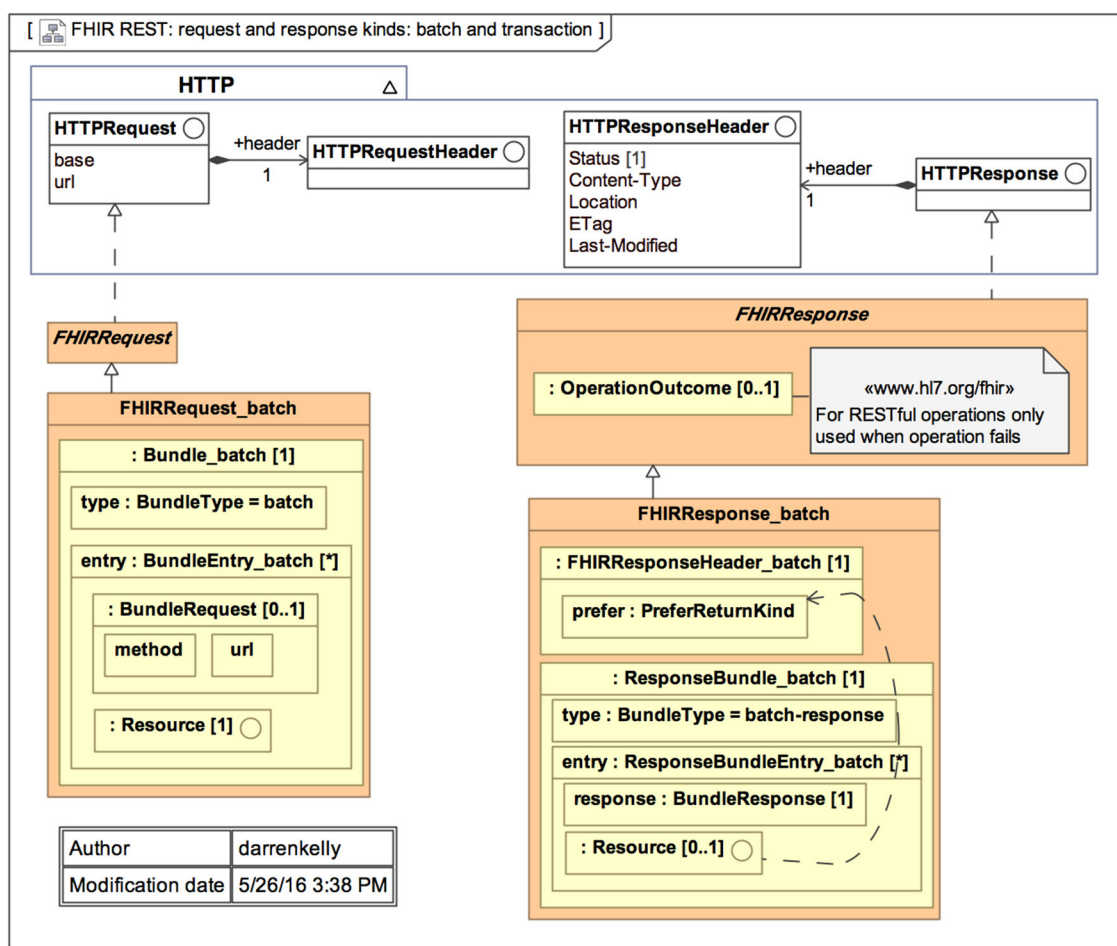 [ FHIR REST: request and response kinds: batch and transaction ]
HTTP
HTTPRequest
base
url
+header
1
HTTPRequestHeader
HTTPResponseHeader
Status [1]
Content-Type
Location
ETag
Last-Modified
+header
1
HTTPResponse
FHIRRequest
FHIRRequest_batch
: Bundle_batch [1]
type : BundleType = batch
entry : BundleEntry_batch [*]
: BundleRequest [0..1]
method
url
: Resource [1]
FHIRResponse
: OperationOutcome [0..1]
«www.hl7.org/fhir»
For RESTful operations only
used when operation fails
FHIRResponse_batch
: FHIRResponseHeader_batch [1]
prefer : PreferReturnKind
: ResponseBundle_batch [1]
type : BundleType = batch-response
entry : ResponseBundleEntry_batch [*]
response : BundleResponse [1]
: Resource [0..1]
Author darrenkelly
Modification date 5/26/16 3:38 PM